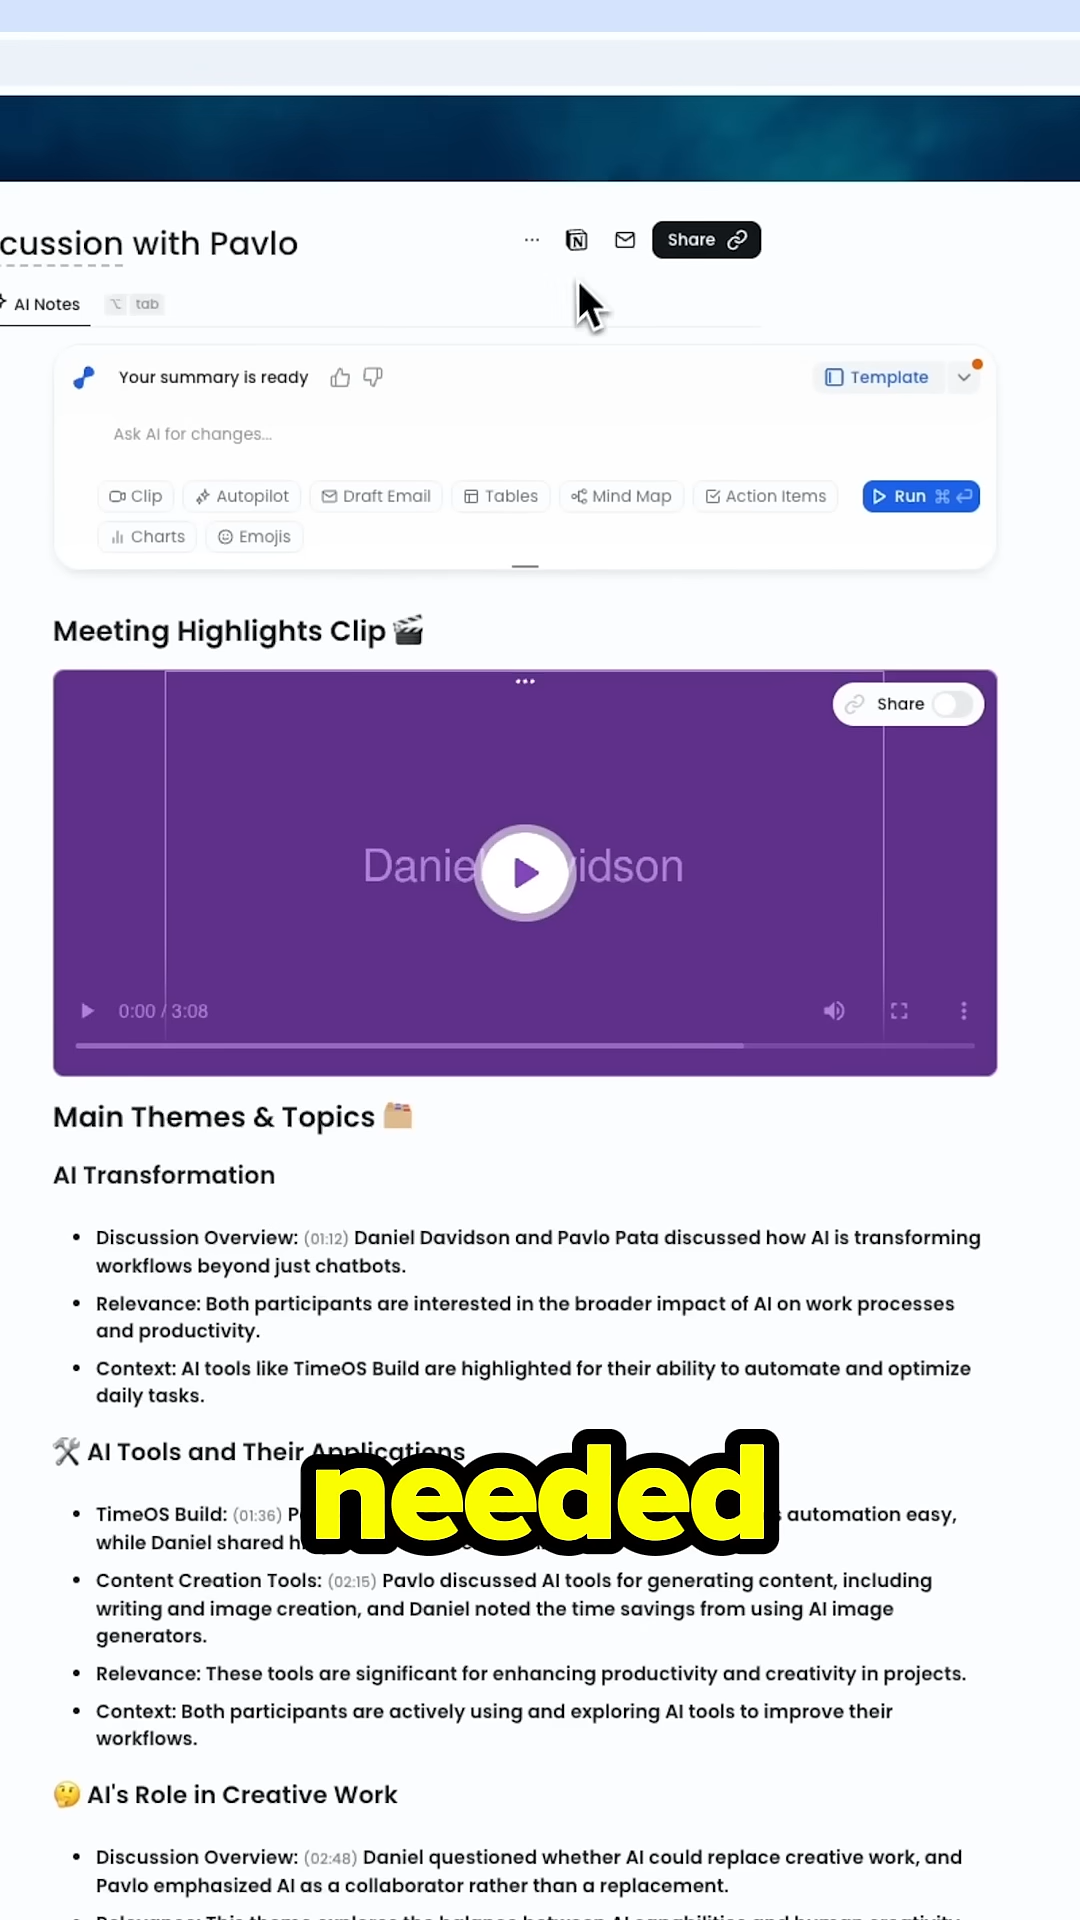 cussion with Pavlo
... Share
AI Notes ⌥ tab
Your summary is ready Template
Ask AI for changes...
Clip Autopilot Draft Email Tables Mind Map Action Items Run ⌘
Charts Emojis
Meeting Highlights Clip 🎬
Share
Danie idson
0:00 / 3:08
Main Themes & Topics 🗂️
AI Transformation
• Discussion Overview: (01:12) Daniel Davidson and Pavlo Pata discussed how AI is transforming
workflows beyond just chatbots.
• Relevance: Both participants are interested in the broader impact of AI on work processes
and productivity.
• Context: AI tools like TimeOS Build are highlighted for their ability to automate and optimize
daily tasks.
🛠️ AI Tools and Their Applications
needed
• TimeOS Build: (01:36) automation easy,
while Daniel shared
• Content Creation Tools: (02:15) Pavlo discussed AI tools for generating content, including
writing and image creation, and Daniel noted the time savings from using AI image
generators.
• Relevance: These tools are significant for enhancing productivity and creativity in projects.
• Context: Both participants are actively using and exploring AI tools to improve their
workflows.
🤔 AI's Role in Creative Work
• Discussion Overview: (02:48) Daniel questioned whether AI could replace creative work, and
Pavlo emphasized AI as a collaborator rather than a replacement.